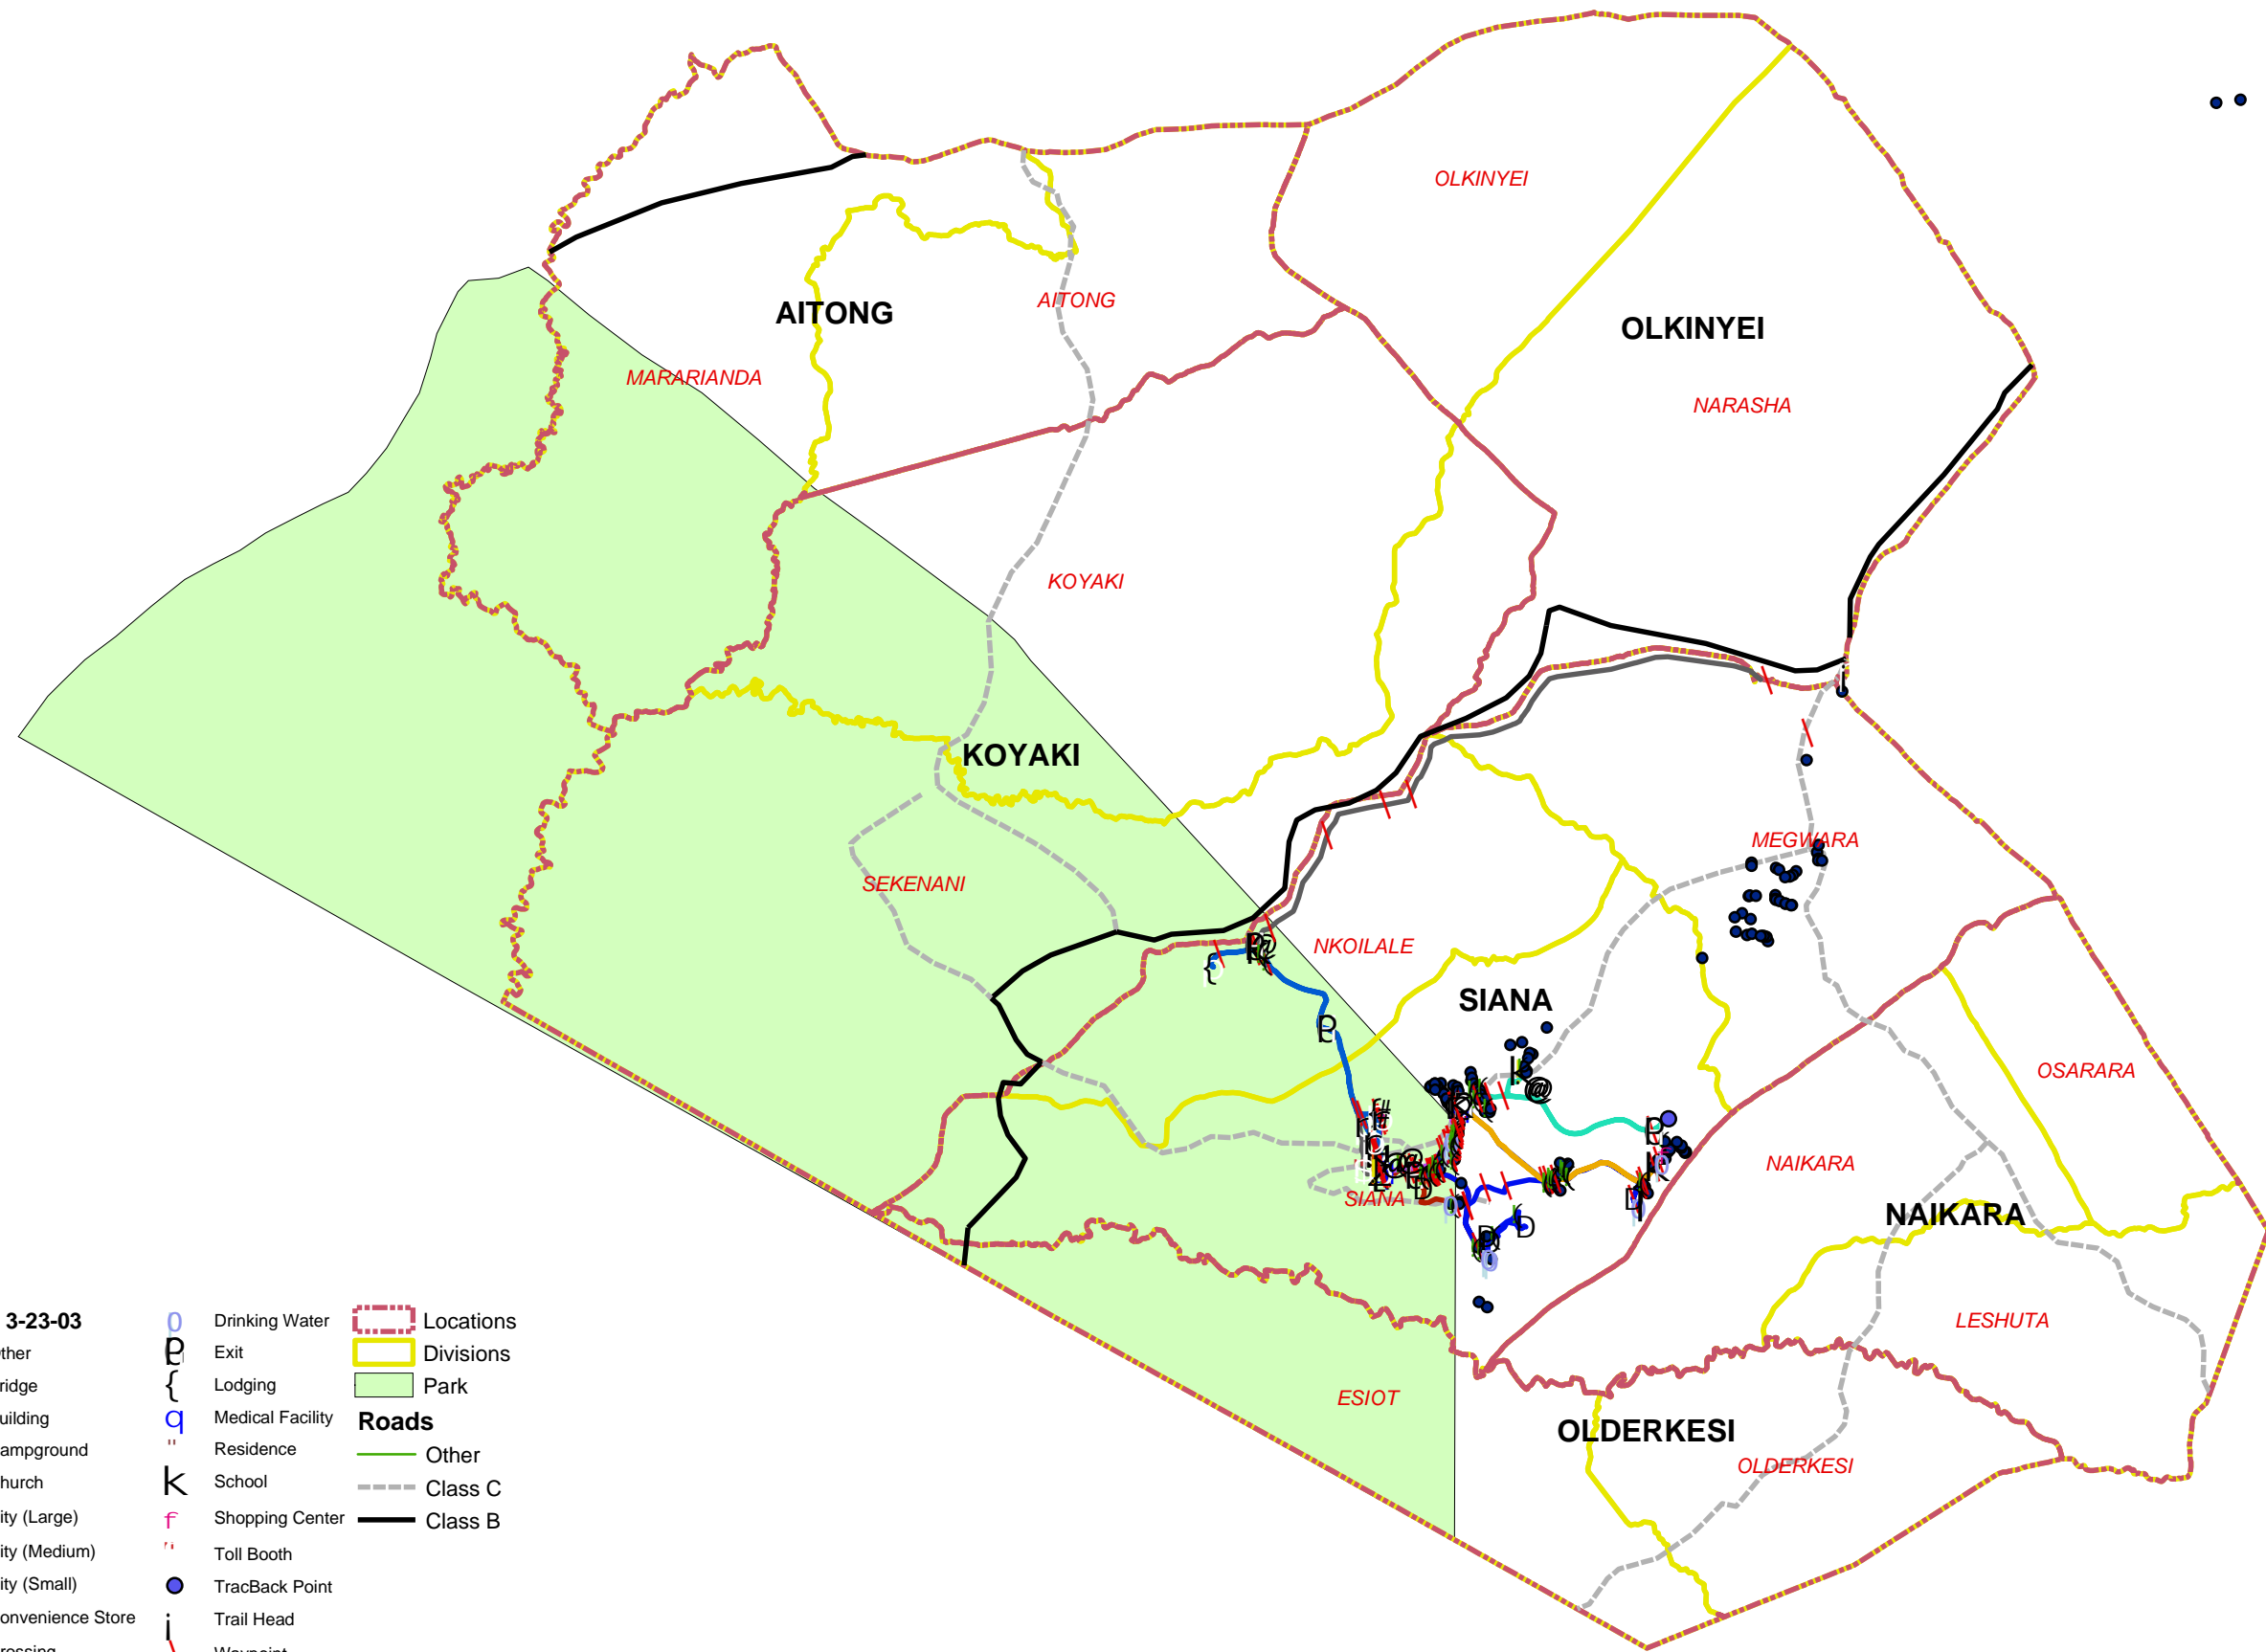 OLKINYEI
AITONG
AITONG
OLKINYEI
MARARIANDA
NARASHA
KOYAKI
KOYAKI
MEGWARA
SEKENANI
NKOILALE
SIANA
OSARARA
NAIKARA
SIANA
NAIKARA
LESHUTA
ESIOT
OLDERKESI
OLDERKESI
3-23-03
ther
ridge
uilding
ampground
hurch
ity (Large)
ity (Medium)
ity (Small)
onvenience Store
Drinking Water
Exit
Lodging
Medical Facility
Residence
School
Shopping Center
Toll Booth
TracBack Point
Trail Head
Locations
Divisions
Park
Roads
Other
Class C
Class B